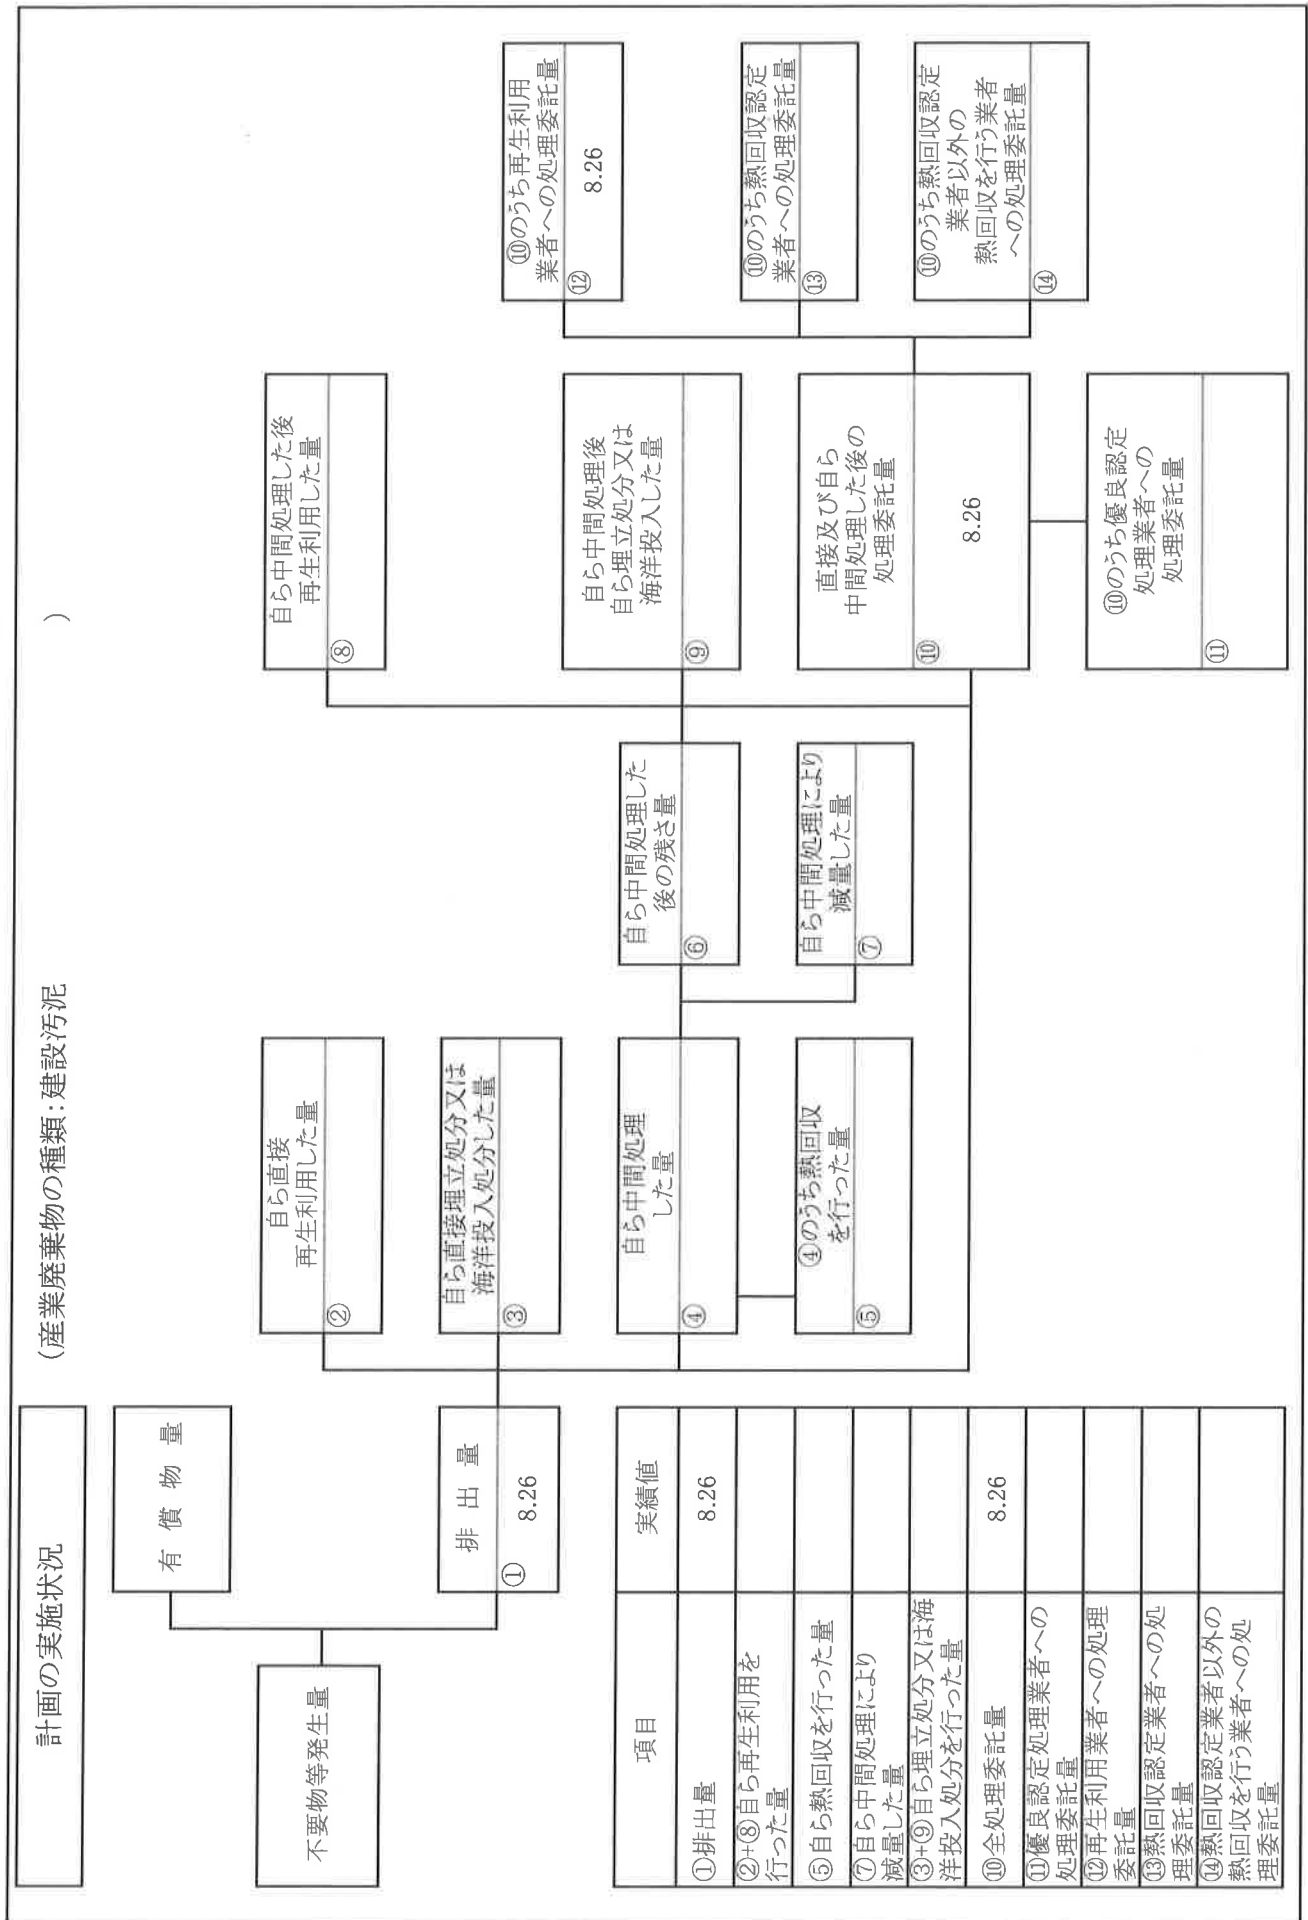 計画の実施状況
(産業廃棄物の種類:建設汚泥
)
不要物等発生量
有償物量
排出量
①
8.26
自ら直接
再生利用した量
②
自ら直接埋立処分又は
海洋投入処分した量
③
自ら中間処理
した量
④
④のうち熱回収
を行った量
⑤
自ら中間処理した
後の残さ量
⑥
自ら中間処理により
減量した量
⑦
自ら中間処理した後
再生利用した量
⑧
自ら中間処理後
自ら埋立処分又は
海洋投入した量
⑨
直接及び自ら
中間処理した後の
処理委託量
⑩
8.26
⑩のうち優良認定
処理業者への
処理委託量
⑪
⑩のうち再生利用
業者への処理委託量
⑫
8.26
⑩のうち熱回収認定
業者への処理委託量
⑬
⑩のうち熱回収認定
業者以外の
熱回収を行う業者
への処理委託量
⑭
項目
実績値
①排出量
8.26
②+⑧自ら再生利用を
行った量
⑤自ら熱回収を行った量
⑦自ら中間処理により
減量した量
③+⑨自ら埋立処分又は海
洋投入処分を行った量
⑩全処理委託量
8.26
⑪優良認定処理業者への
処理委託量
⑫再生利用業者への処理
委託量
⑬熱回収認定業者への処
理委託量
⑭熱回収認定業者以外の
熱回収を行う業者への処
理委託量